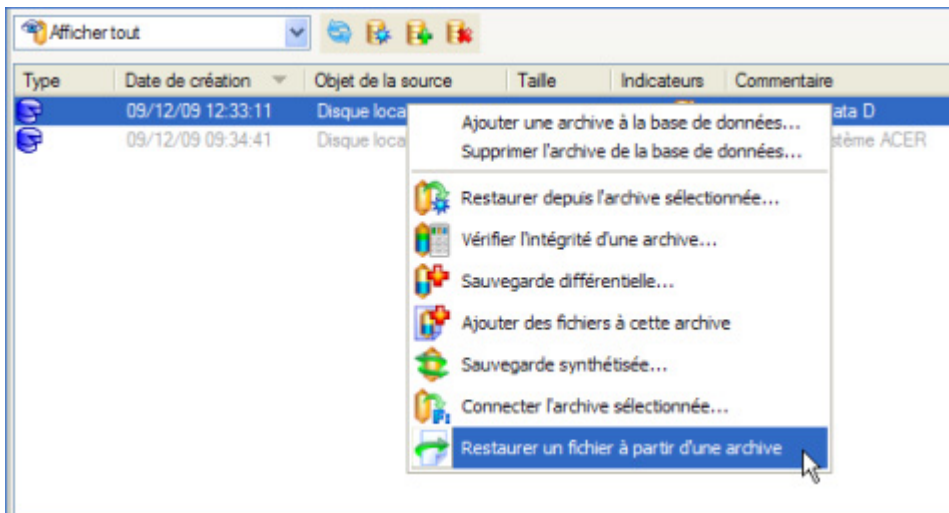 Afficher tout
Type Date de création Objet de la source Taille Indicateurs Commentaire
09/12/09 12:33:11 Disque loca ata D
09/12/09 09:34:41 Disque loca stème ACER
Ajouter une archive à la base de données...
Supprimer l'archive de la base de données...
Restaurer depuis l'archive sélectionnée...
Vérifier l'intégrité d'une archive...
Sauvegarde différentielle...
Ajouter des fichiers à cette archive
Sauvegarde synthétisée...
Connecter l'archive sélectionnée...
Restaurer un fichier à partir d'une archive